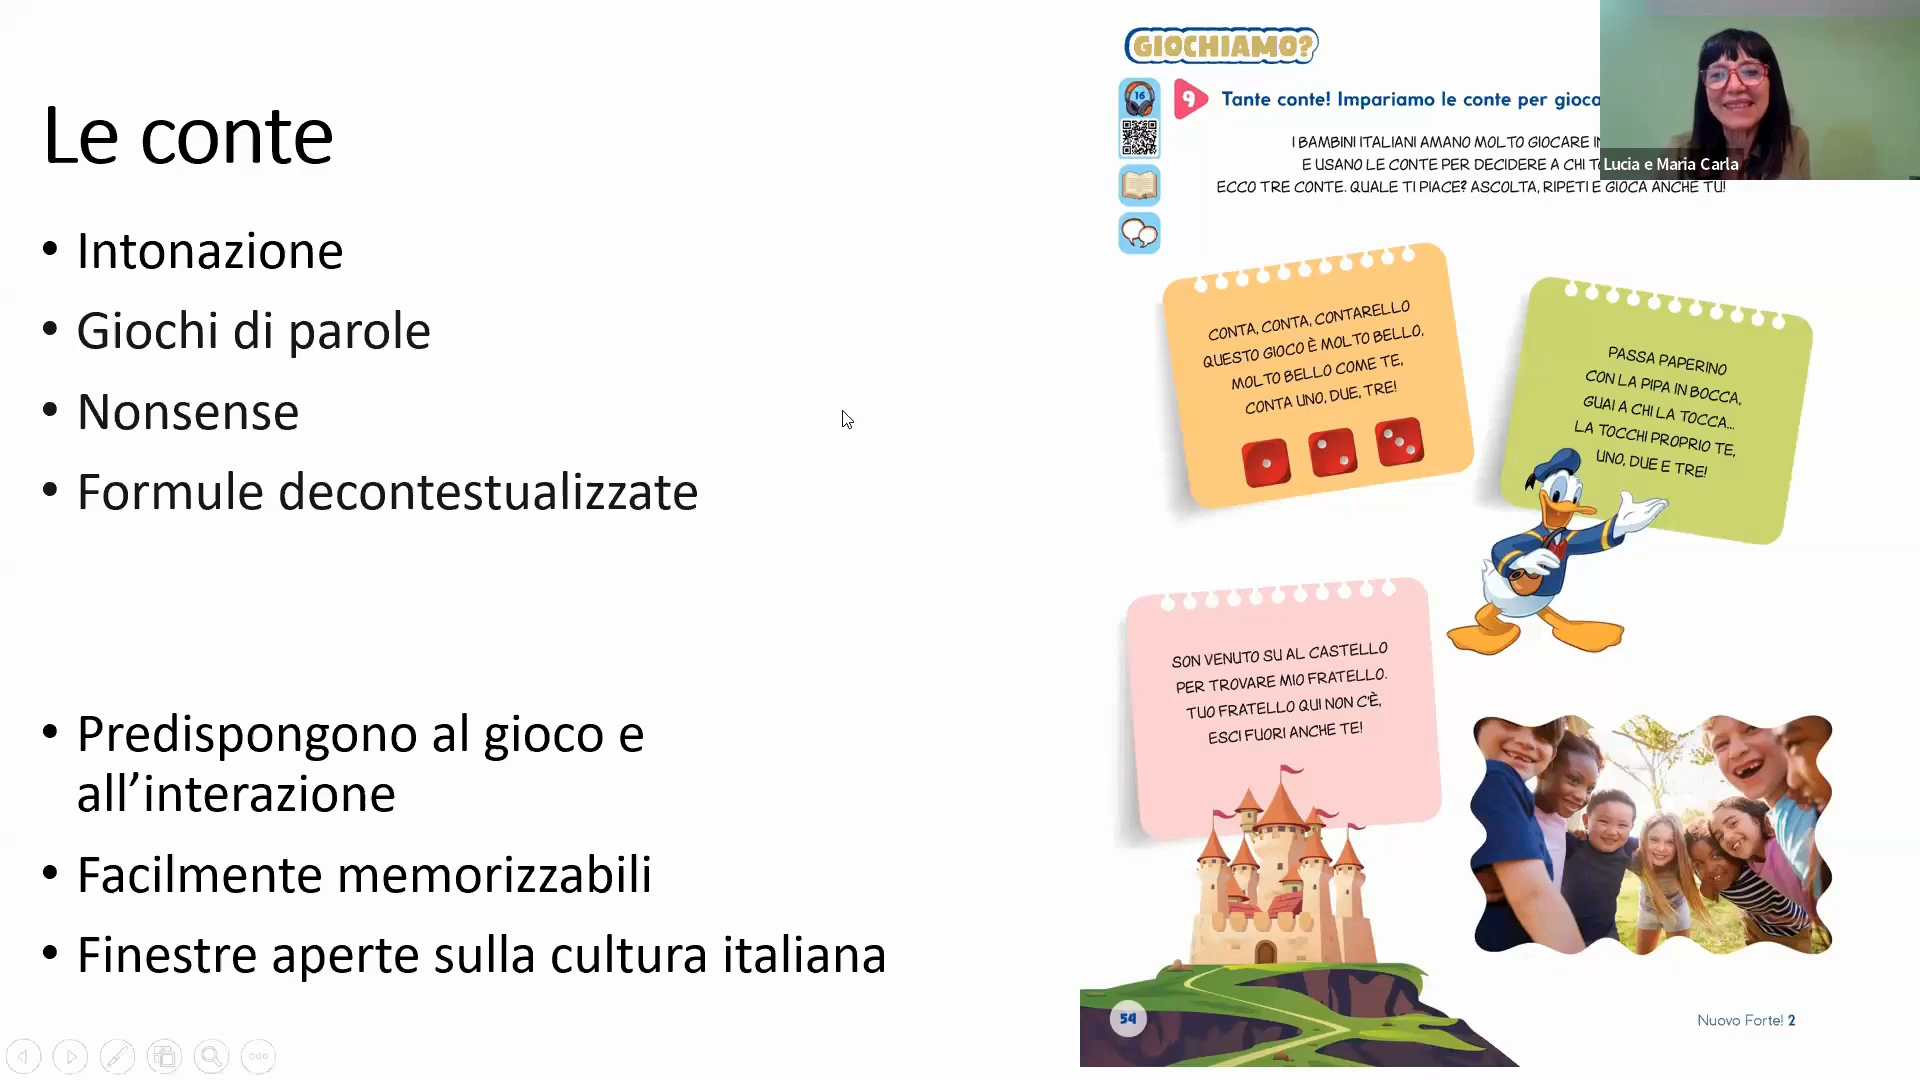 Le conte
• Intonazione
• Giochi di parole
• Nonsense
• Formule decontestualizzate
• Predispongono al gioco e
all’interazione
• Facilmente memorizzabili
• Finestre aperte sulla cultura italiana
GIOCHIAMO?
16
9
Tante conte! Impariamo le conte per
I BAMBINI ITALIANI AMANO MOLTO GIOCARE
E USANO LE CONTE PER DECIDERE A CHI
ECCO TRE CONTE. QUALE TI PIACE? ASCOLTA, RIPETI E GIOCA ANCHE TU!
Lucia e Maria Carla
CONTA, CONTA, CONTARELLO
QUESTO GIOCO È MOLTO BELLO,
MOLTO BELLO COME TE,
CONTA UNO, DUE, TRE!
PASSA PAPERINO
CON LA PIPA IN BOCCA,
GUAI A CHI LA TOCCA...
LA TOCCHI PROPRIO TE,
UNO, DUE E TRE!
SON VENUTO SU AL CASTELLO
PER TROVARE MIO FRATELLO.
TUO FRATELLO QUI NON C'È,
ESCI FUORI ANCHE TE!
54
Nuovo Forte! 2